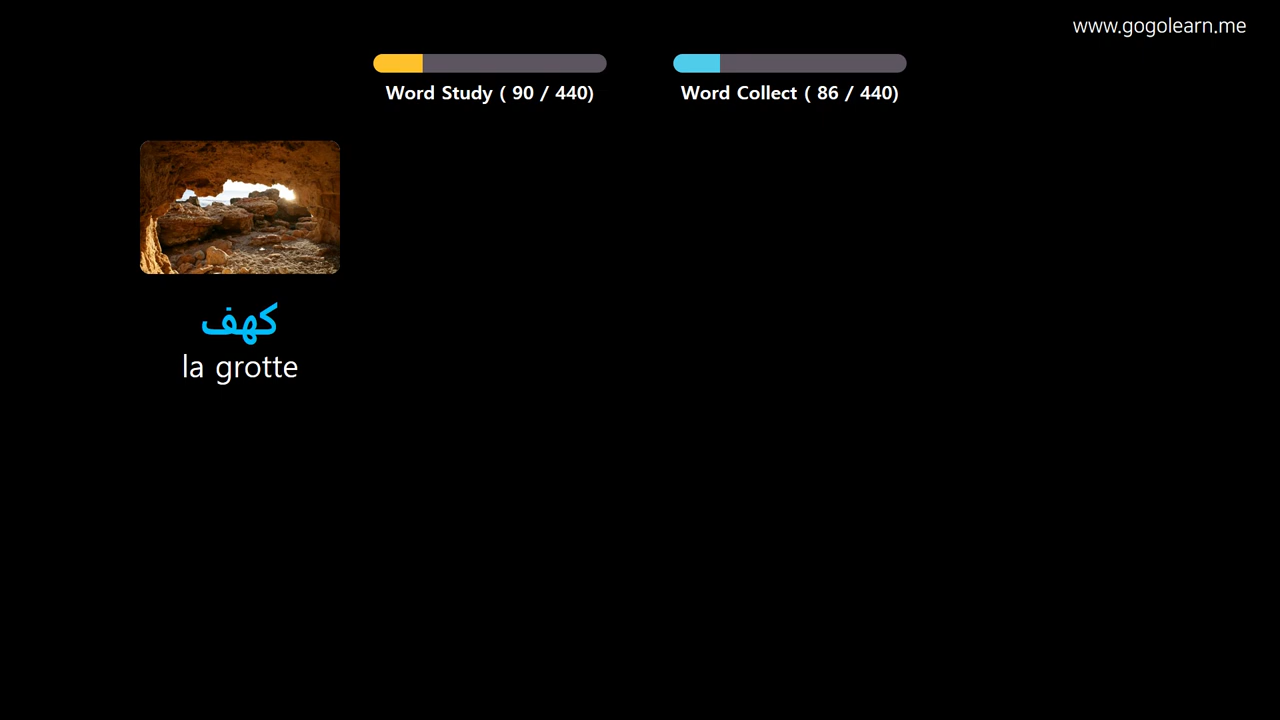 www.gogolearn.me
Word Study ( 90 / 440)
Word Collect ( 86 / 440)
كهف
la grotte